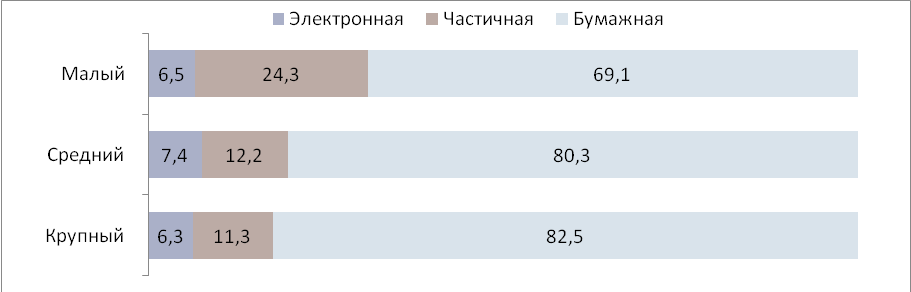 Электронная Частичная Бумажная
Малый 6,5 24,3 69,1
Средний 7,4 12,2 80,3
Крупный 6,3 11,3 82,5